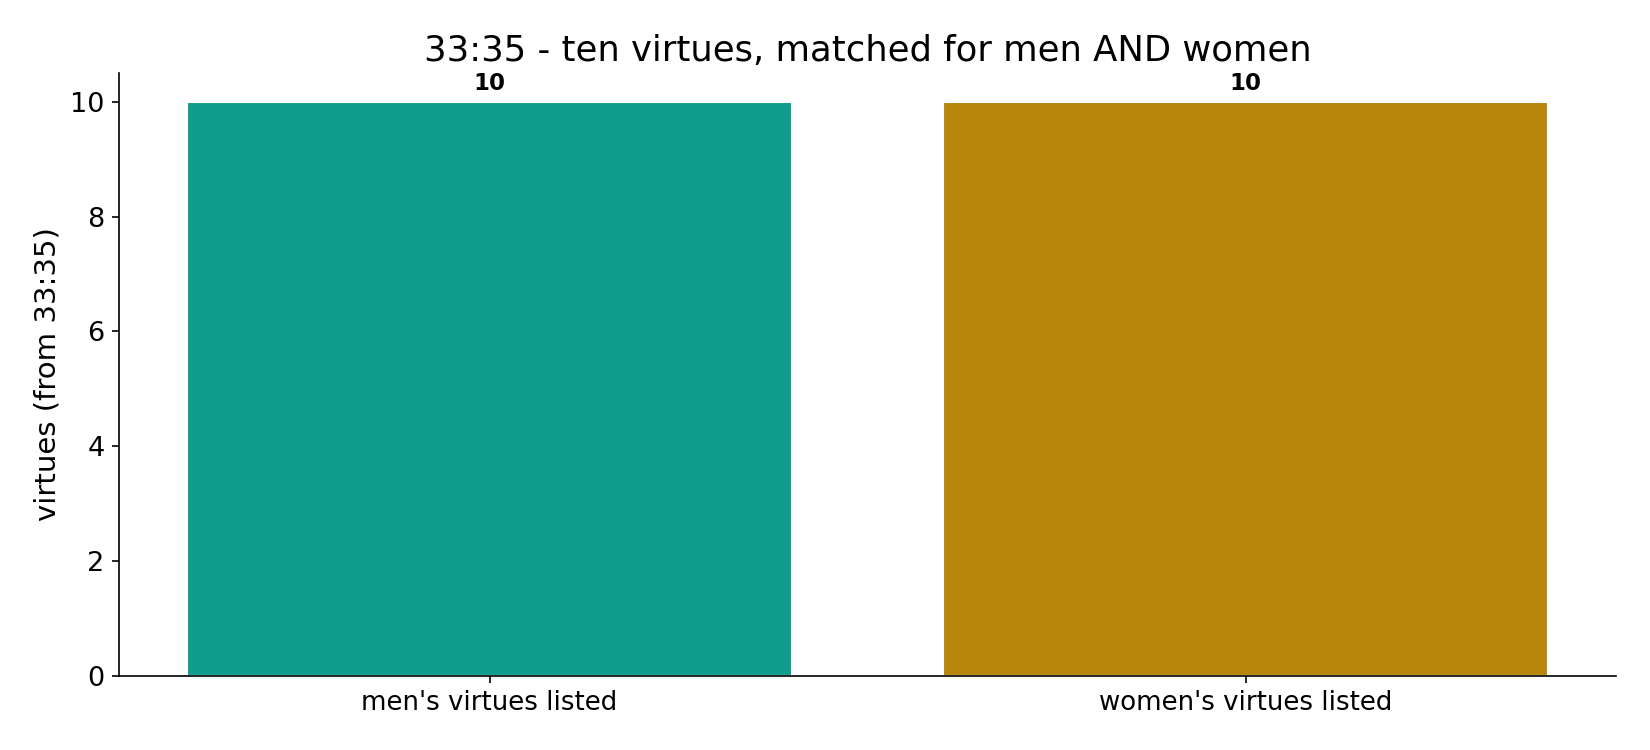 33:35 - ten virtues, matched for men AND women
10
10
virtues (from 33:35)
10
8
6
4
2
0
men's virtues listed
women's virtues listed